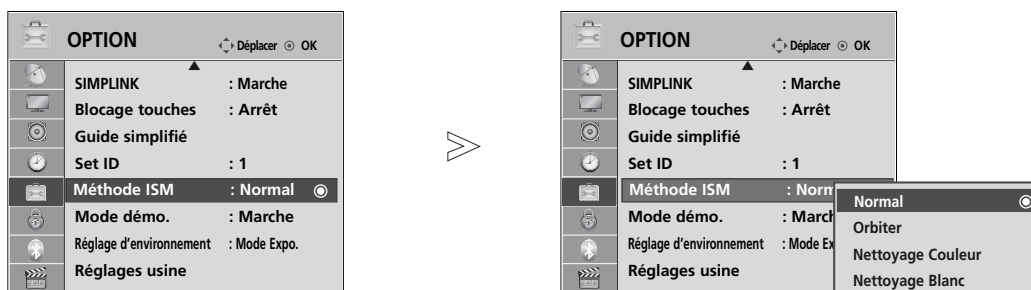 OPTION Déplacer OK
SIMPLINK : Marche
Blocage touches : Arrêt
Guide simplifié
Set ID : 1
Méthode ISM : Normal
Mode démo. : Marche
Réglage d'environnement : Mode Expo.
Réglages usine
OPTION Déplacer OK
SIMPLINK : Marche
Blocage touches : Arrêt
Guide simplifié
Set ID : 1
Méthode ISM : Norm
Mode démo. : March
Réglage d'environnement : Mode Ex
Réglages usine
Normal
Orbiter
Nettoyage Couleur
Nettoyage Blanc